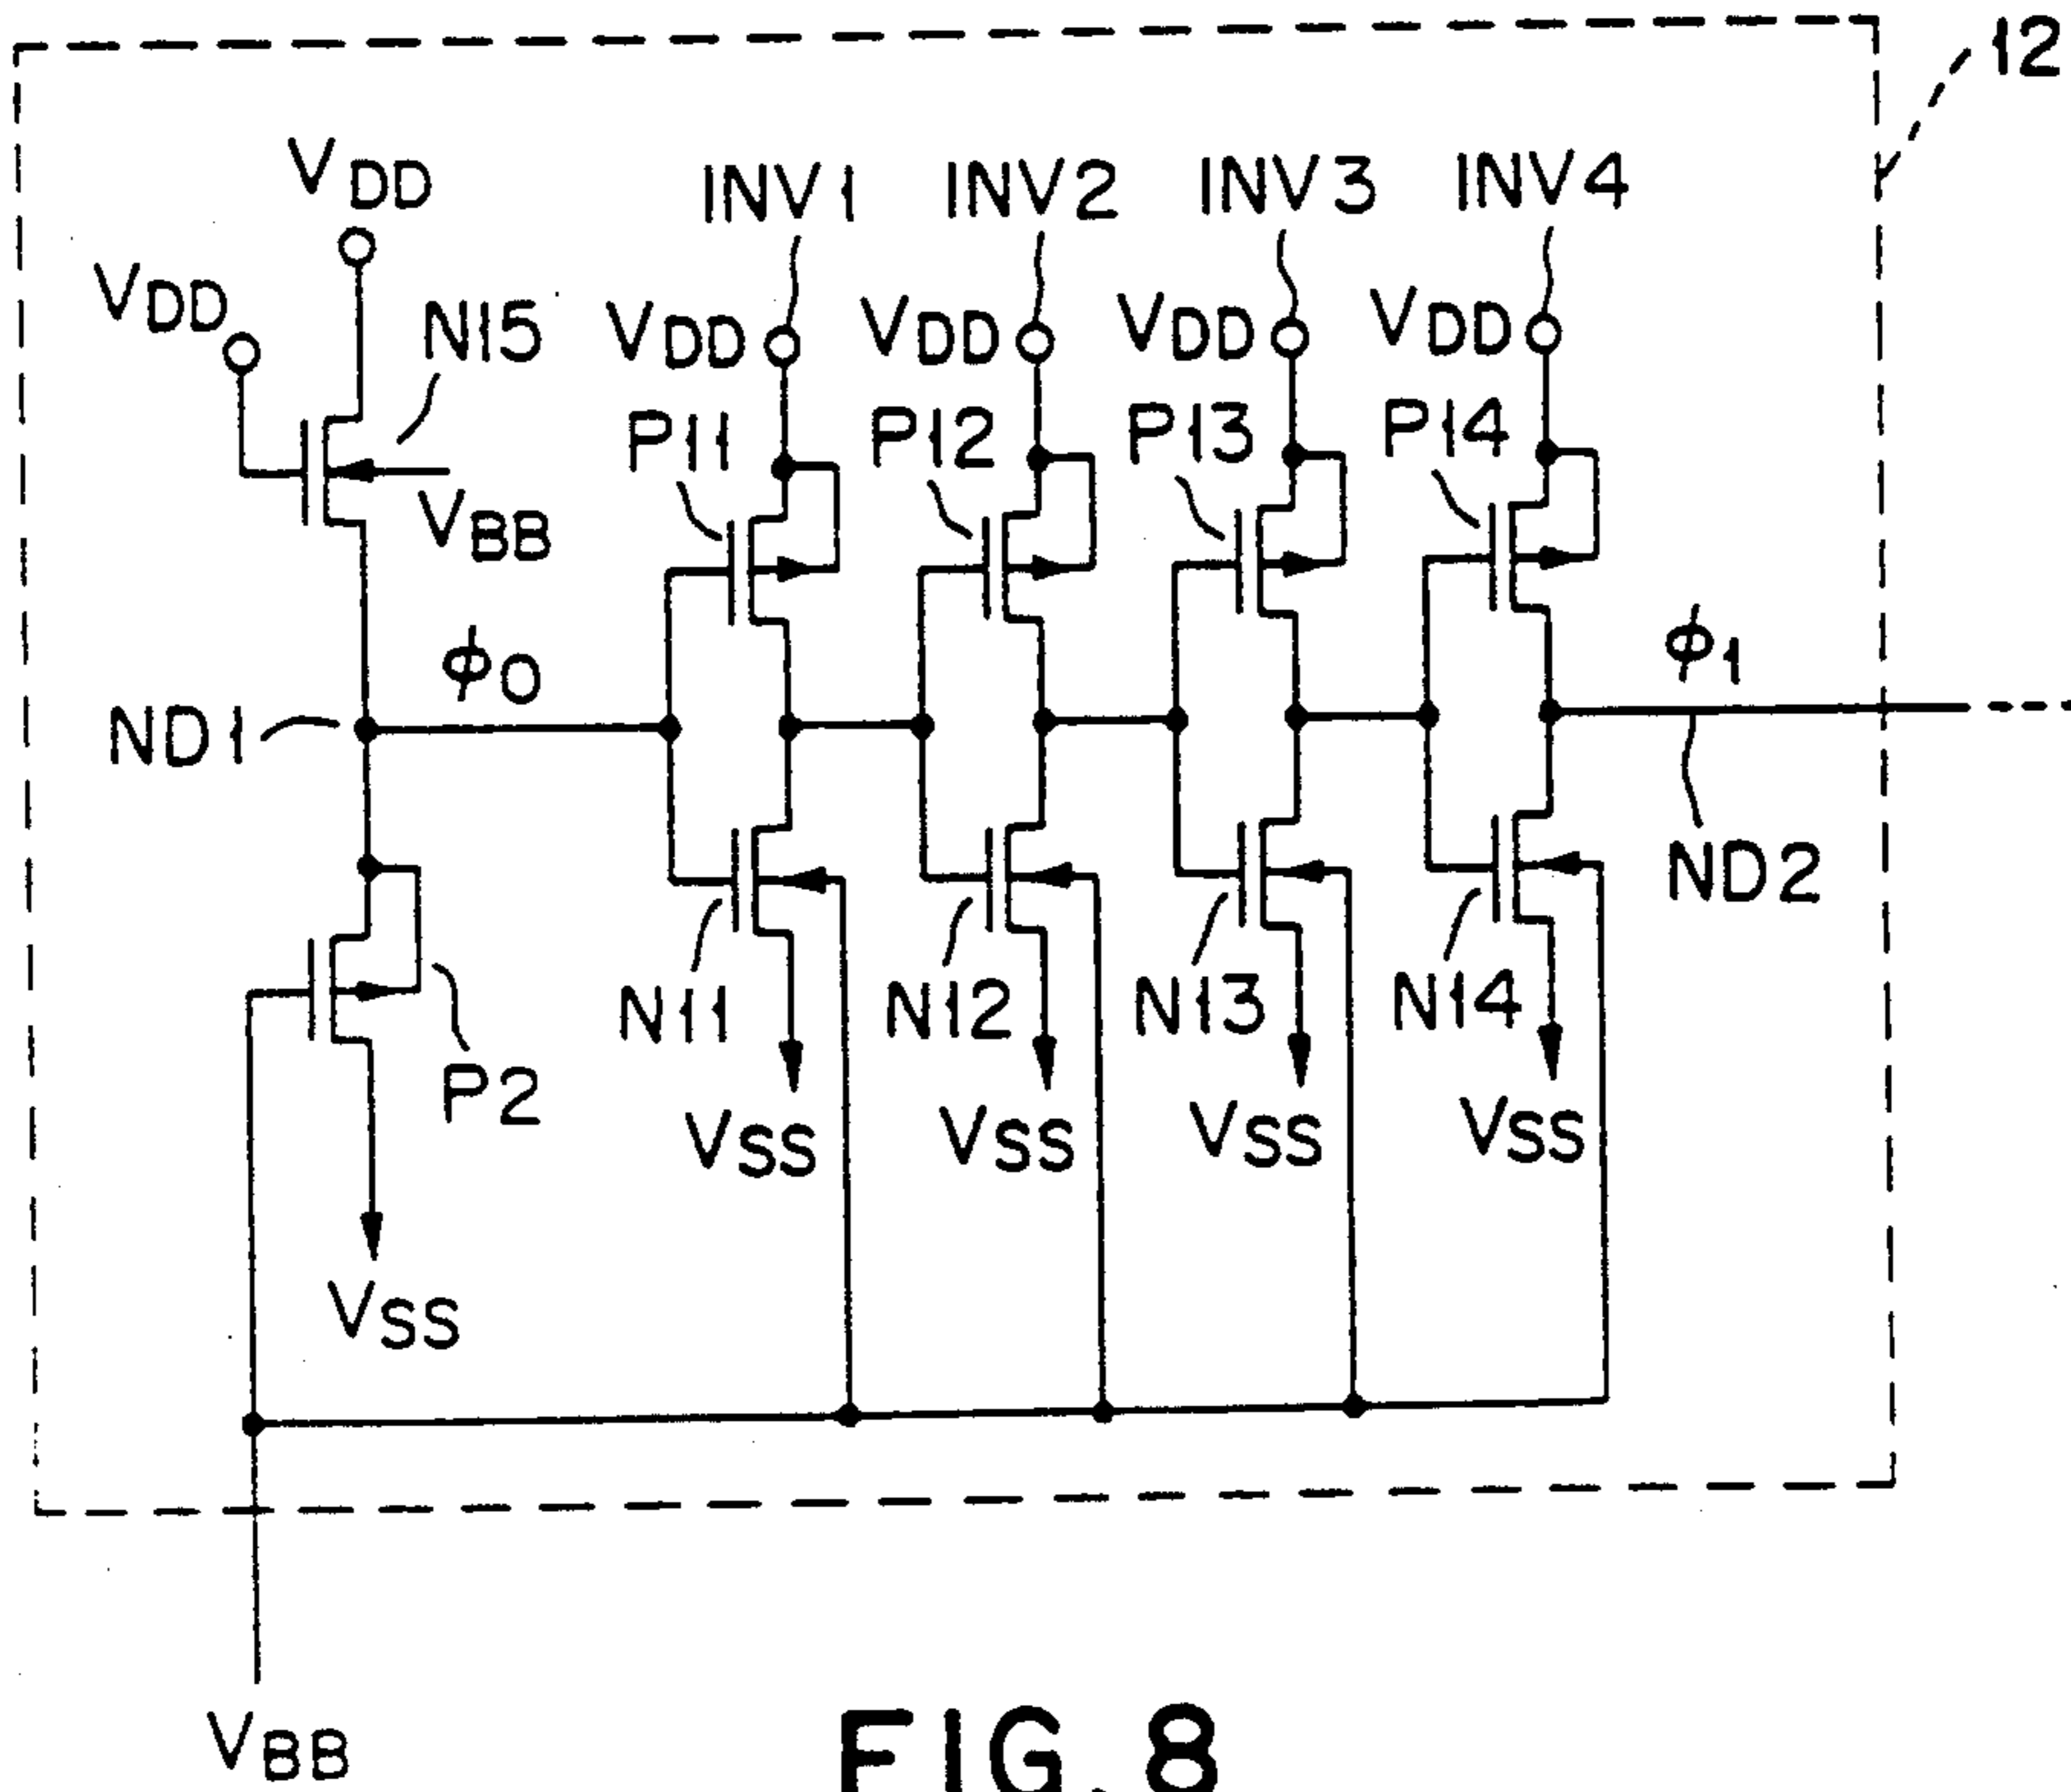 12
VDD
INV1
INV2
INV3
INV4
VDD
N15
VDD
VDD
VDD
VDD
P11
P12
P13
P14
VBB
ϕ0
ϕ1
ND1
ND2
N11
N12
N13
N14
P2
VSS
VSS
VSS
VSS
VSS
VBB
FIG.8